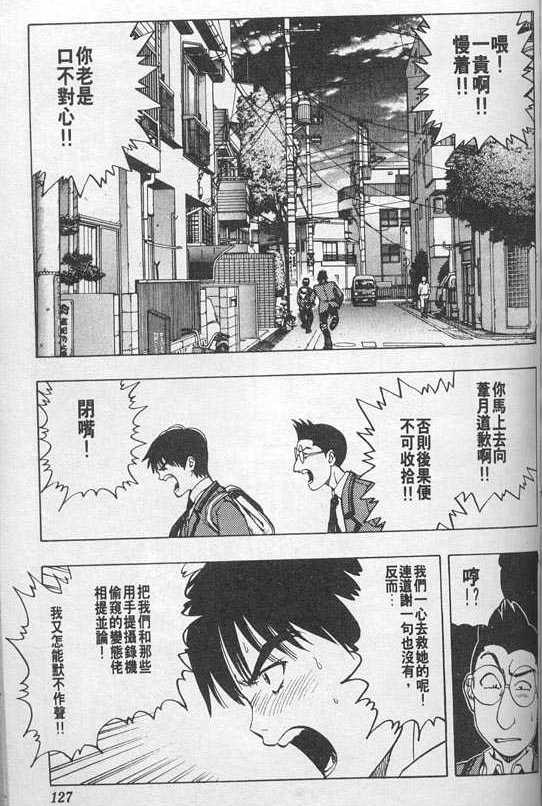 喂！
一貴啊!!
慢着!!
你老是
口不對心!!
你馬上去向
葦月道歉啊!!
否則後果便
不可收拾!!
閉嘴！
哼!?
我們一心去救她的呢！
連道謝一句也沒有，
反而…
把我們和那些
用手提攝錄機
偷窺的變態佬
相提並論！
我又怎能默不作聲!!
127